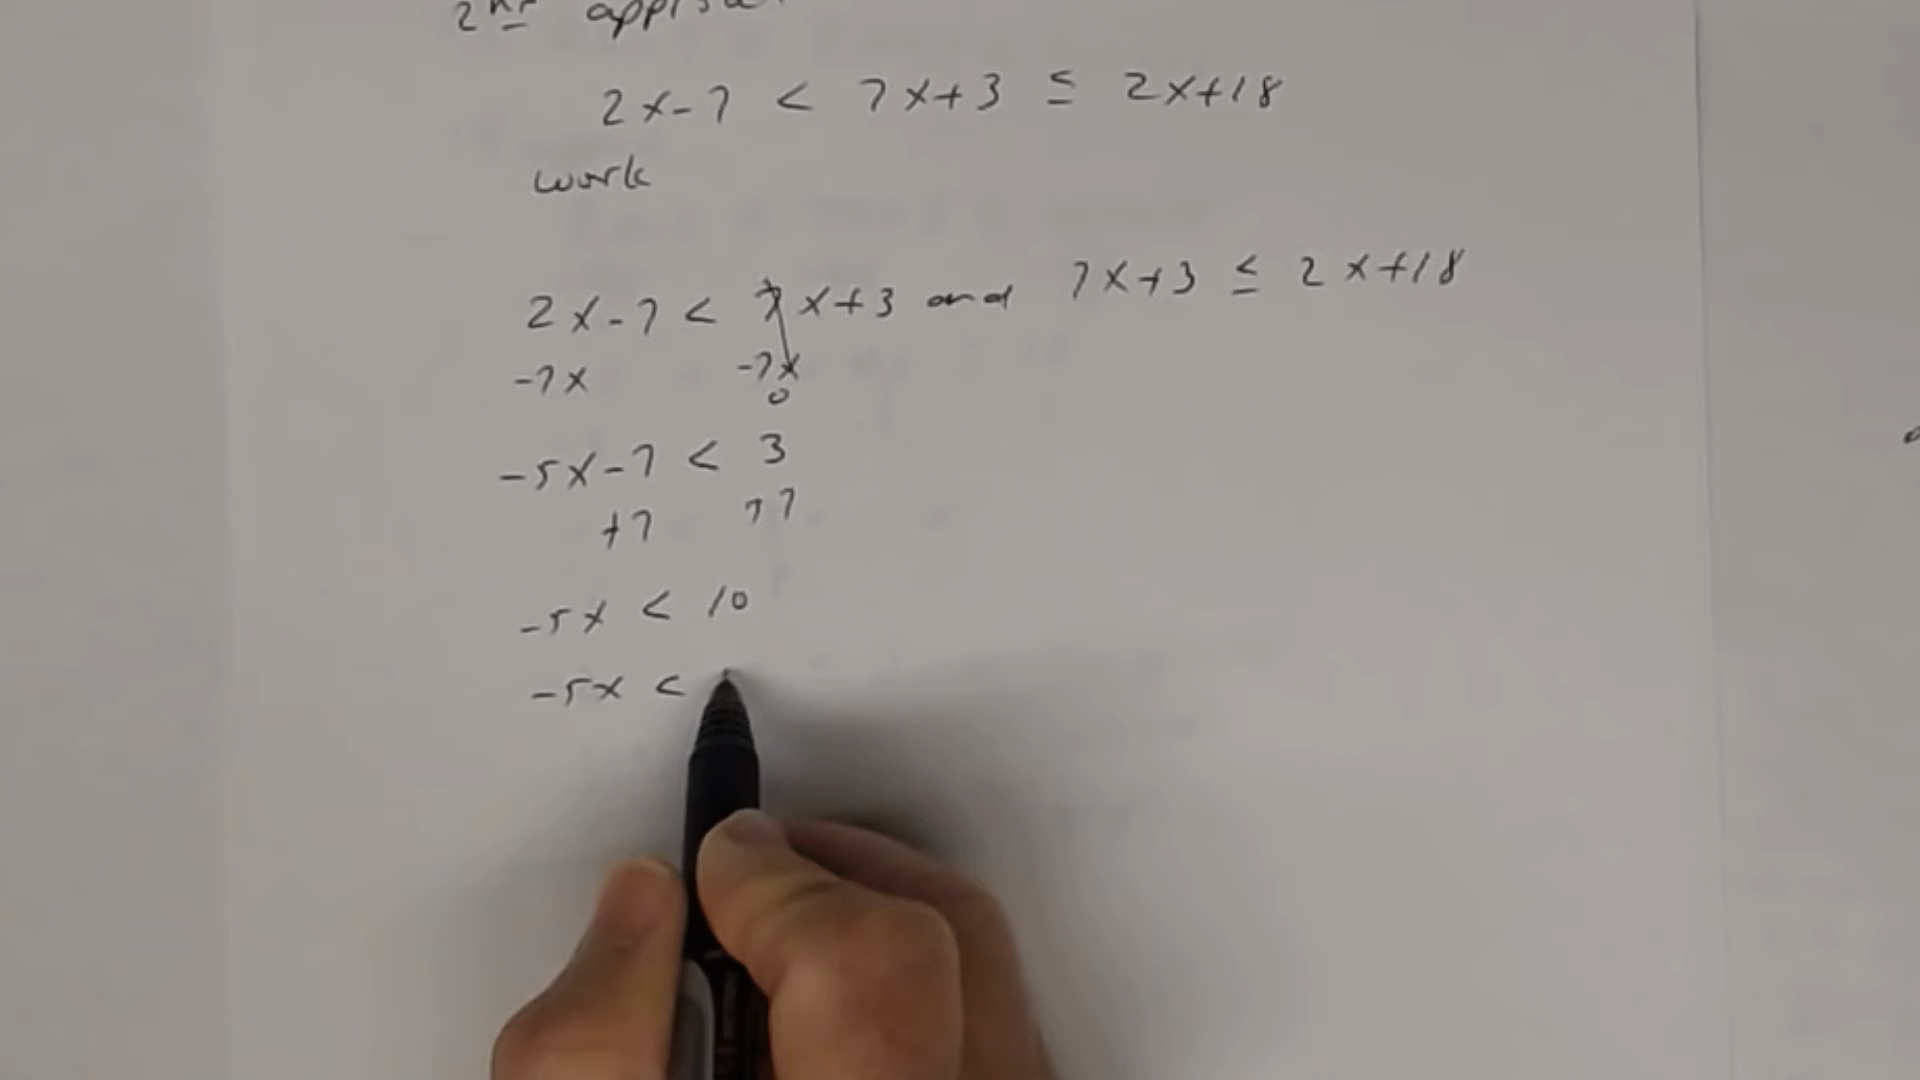 2x-7 < 7x+3 ≤ 2x+18
work
2x-7 < 7x+3 and 7x+3 ≤ 2x+18
-7x -7x
0
-5x-7 < 3
+7 +7
-5x < 10
-5x <